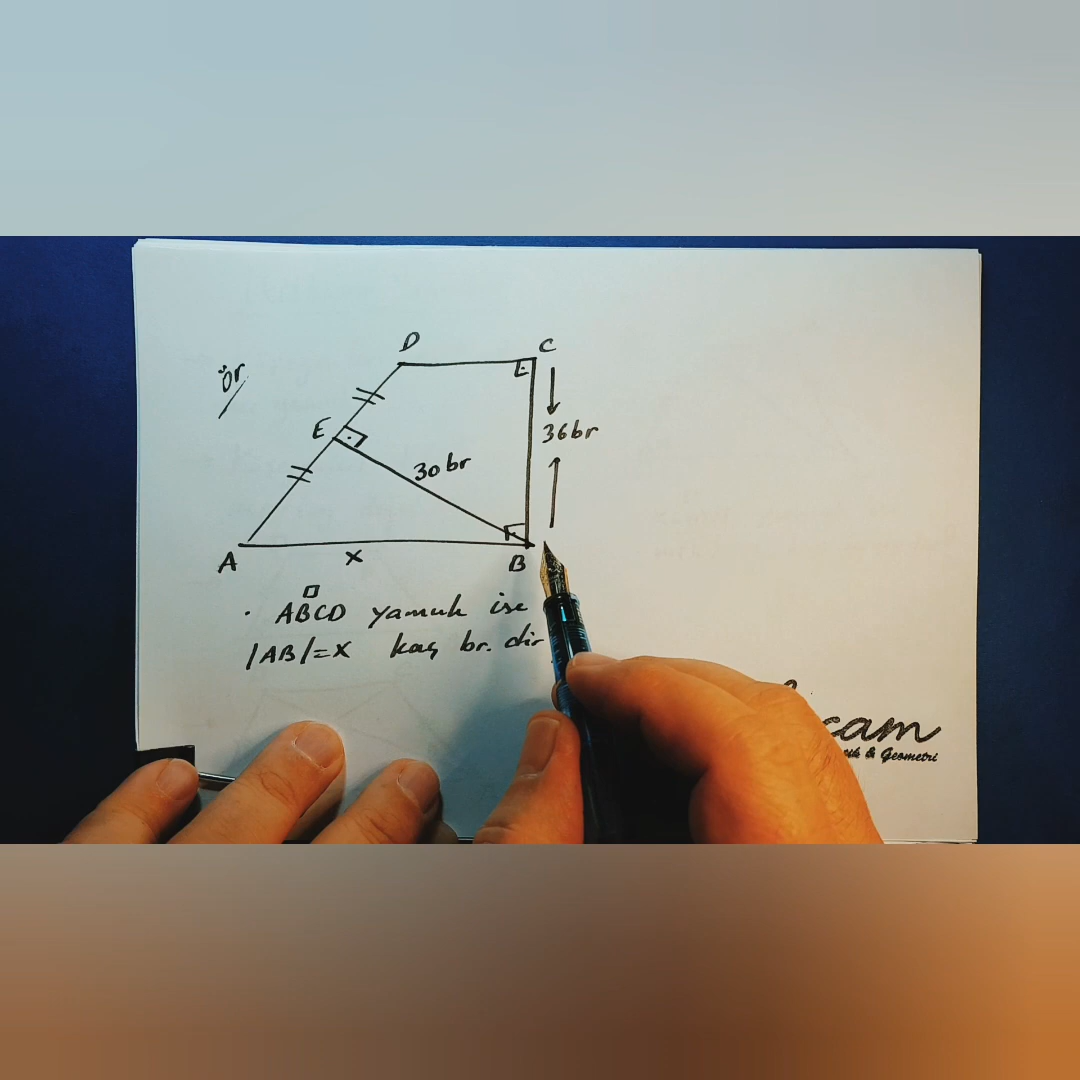 ör
D
C
E
36br
30br
A
x
B
ABCD yamuk ise
|AB|=x kaç br. dir
cam
& Geometri